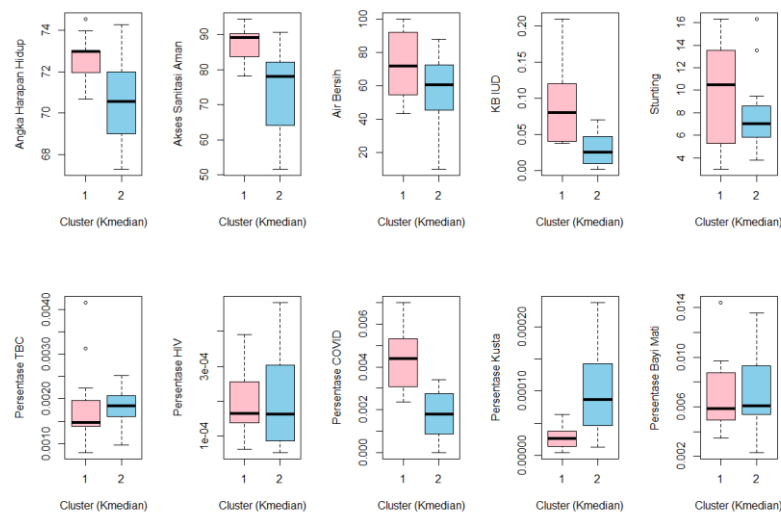 Angka Harapan Hidup
68 70 72 74
1 2
Cluster (Kmedian)
Akses Sanitasi Aman
50 60 70 80 90
1 2
Cluster (Kmedian)
Air Bersih
20 40 60 80 100
1 2
Cluster (Kmedian)
KB IUD
0.00 0.05 0.10 0.15 0.20
1 2
Cluster (Kmedian)
Stunting
4 6 8 10 12 14 16
1 2
Cluster (Kmedian)
Persentase TBC
0.0010 0.0020 0.0030 0.0040
1 2
Cluster (Kmedian)
Persentase HIV
1e-04 3e-04
1 2
Cluster (Kmedian)
Persentase COVID
0.000 0.002 0.004 0.006
1 2
Cluster (Kmedian)
Persentase Kusta
0.00000 0.00010 0.00020
1 2
Cluster (Kmedian)
Persentase Bayi Mati
0.002 0.006 0.010 0.014
1 2
Cluster (Kmedian)